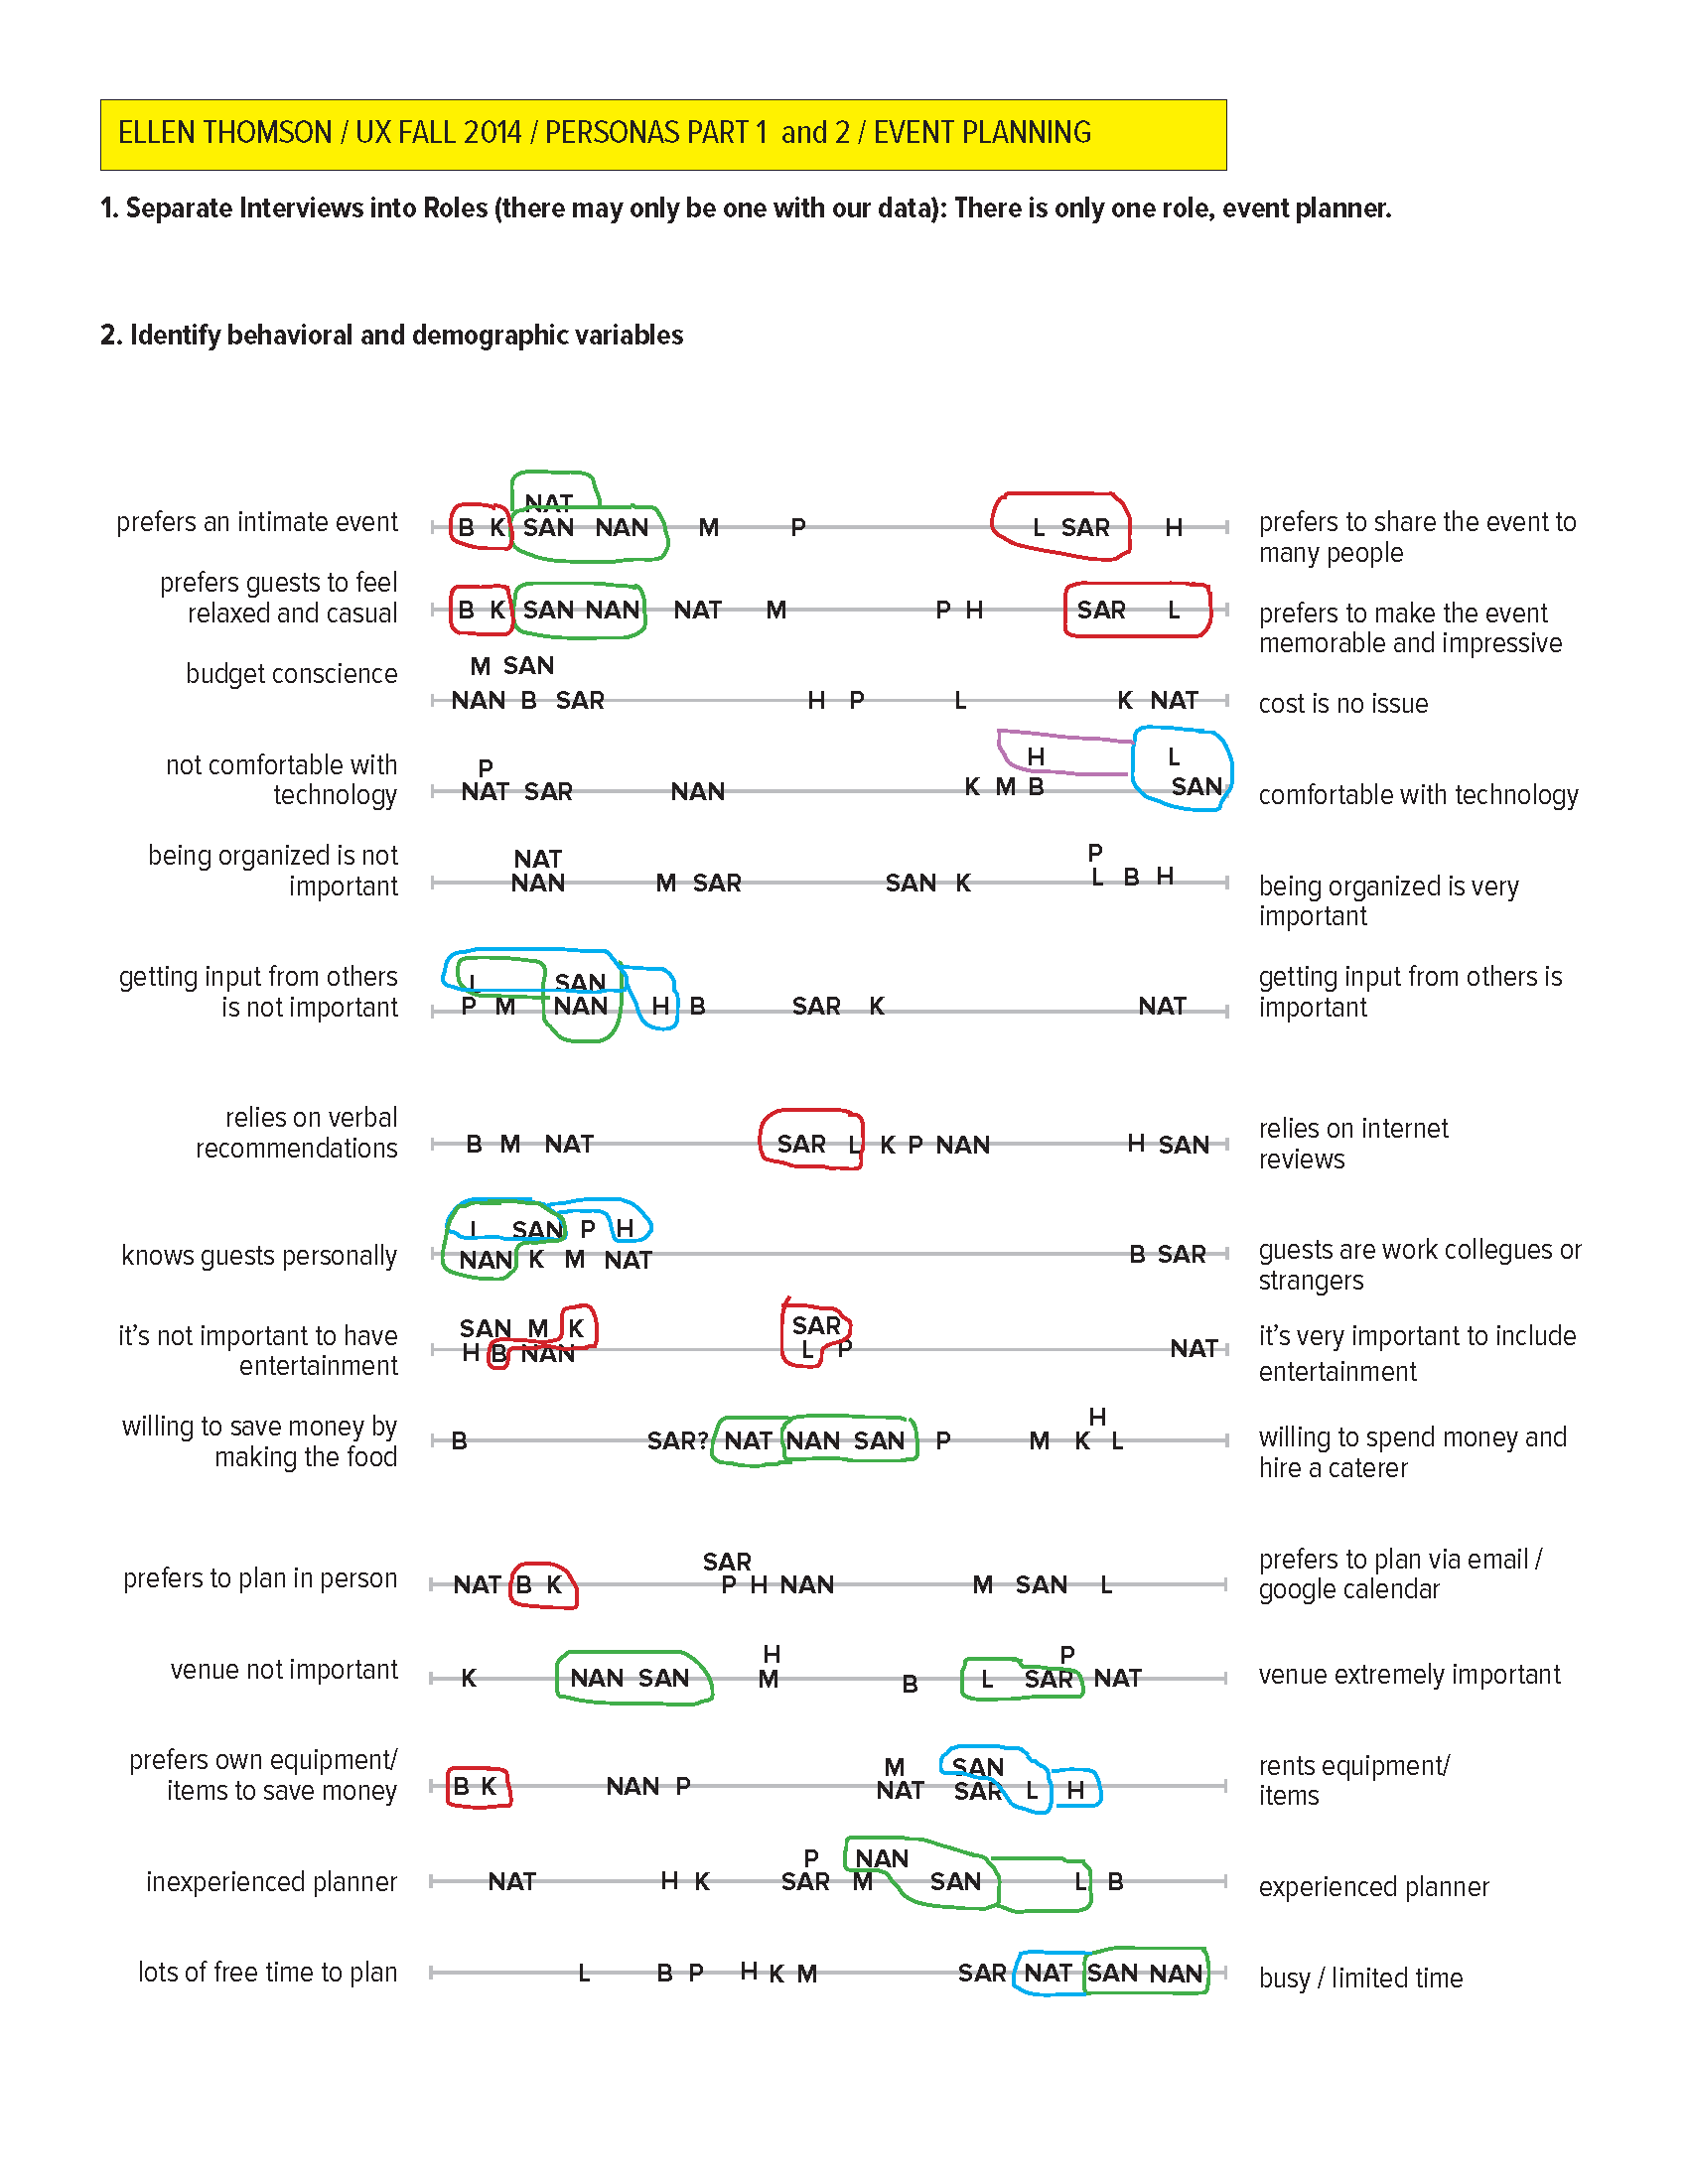 ELLEN THOMSON / UX FALL 2014 / PERSONAS PART 1  and 2 / EVENT PLANNING
1. Separate Interviews into Roles (there may only be one with our data): There is only one role, event planner.
2. Identify behavioral and demographic variables
NAT
prefers an intimate event B K SAN NAN M P L SAR H prefers to share the event to
many people
prefers guests to feel
relaxed and casual B K SAN NAN NAT M P H SAR L prefers to make the event
memorable and impressive
budget conscience M SAN
NAN B SAR H P L K NAT cost is no issue
not comfortable with P H L
technology NAT SAR NAN K M B SAN comfortable with technology
being organized is not NAT P
important NAN M SAR SAN K L B H being organized is very
important
getting input from others L SAN getting input from others is
is not important P M NAN H B SAR K NAT important
relies on verbal
recommendations B M NAT SAR L K P NAN H SAN relies on internet
reviews
L SAN P H
knows guests personally NAN K M NAT B SAR guests are work collegues or
strangers
it's not important to have SAN M K SAR it's very important to include
entertainment H B NAN L P NAT entertainment
H
willing to save money by
making the food B SAR? NAT NAN SAN P M K L willing to spend money and
hire a caterer
SAR prefers to plan via email /
prefers to plan in person NAT B K P H NAN M SAN L google calendar
H P
venue not important K NAN SAN M B L SAR NAT venue extremely important
prefers own equipment/ M SAN rents equipment/
items to save money B K NAN P NAT SAR L H items
P NAN
inexperienced planner NAT H K SAR M SAN L B experienced planner
lots of free time to plan L B P H K M SAR NAT SAN NAN busy / limited time